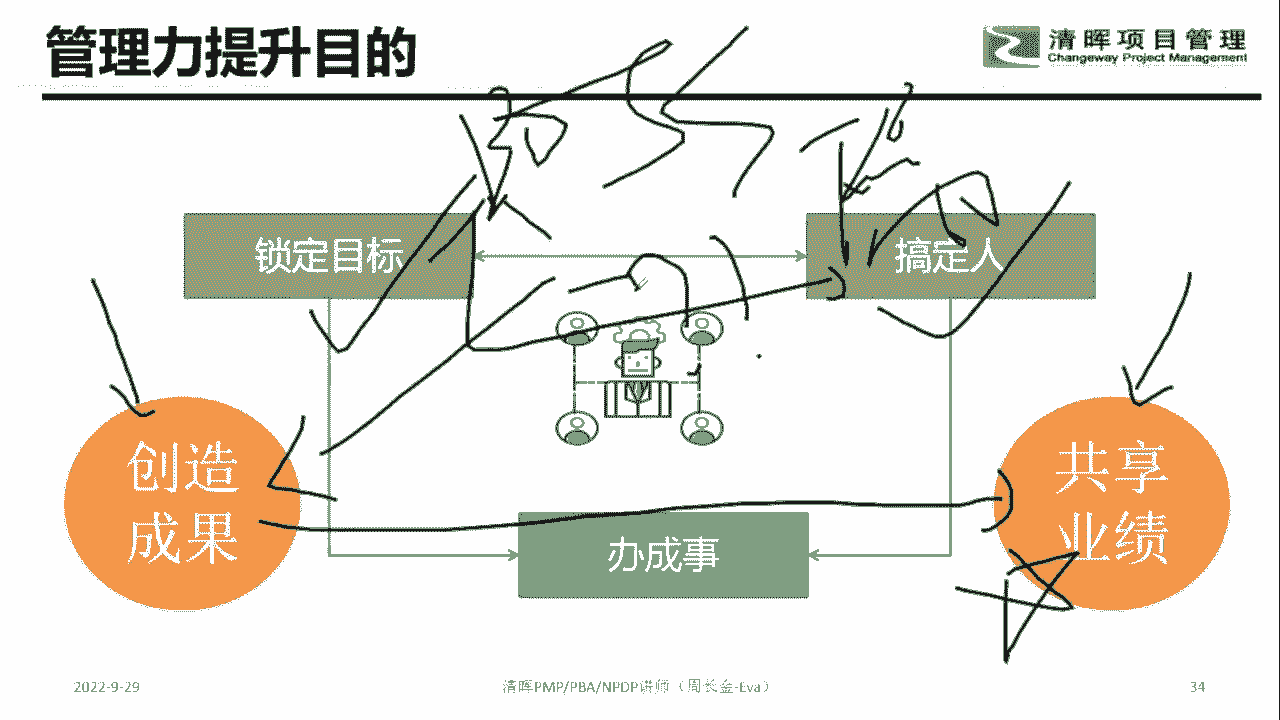 管理力提升目的
清晖项目管理
Changeway Project Management
锁定目标
搞定人
创造
成果
共享
业绩
办成事
2022-9-29
清晖PMP/PBA/NPDP讲师（周长金-Eva）
34